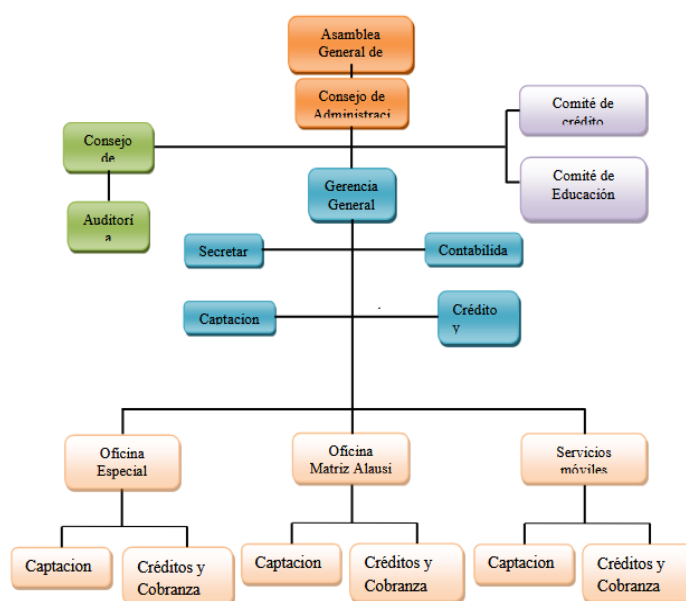 Asamblea
General de
Consejo de
Administraci
Comité de
crédito
Consejo
de
Comité de
Educación
Gerencia
General
Auditorí
a
Secretar
Contabilida
Captacion
Crédito
y
Oficina
Especial
Oficina
Matriz Alausi
Servicios
móviles
Captacion
Créditos y
Cobranza
Captacion
Créditos y
Cobranza
Captacion
Créditos y
Cobranza